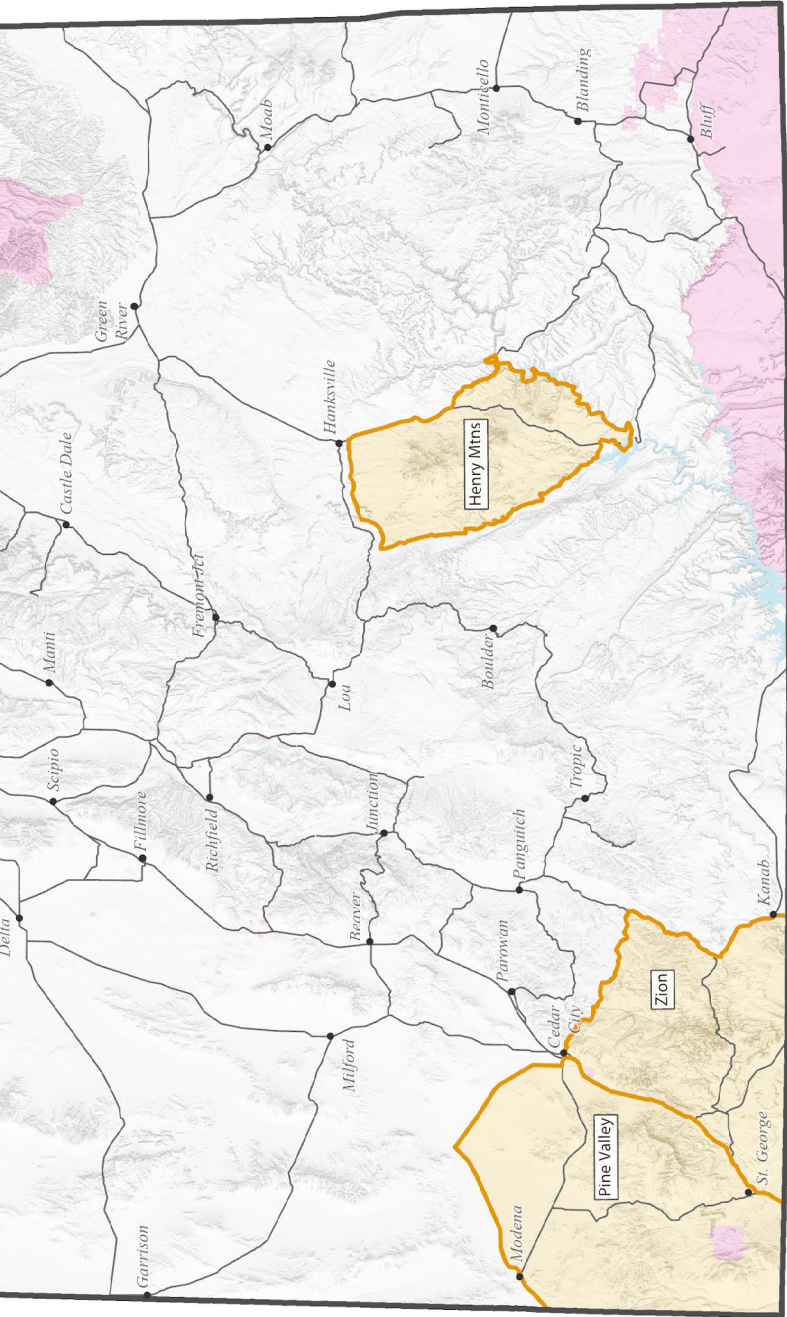 Delta
Scipio
Manti
Castle Dale
Green
River
Moab
Fillmore
Richfield
Fremont Jct
Loa
Hanksville
Garrison
Milford
Beaver
Junction
Boulder
Henry Mtns
Monticello
Blanding
Bluff
Parowan
Panguitch
Tropic
Cedar
City
Modena
Pine Valley
Zion
St. George
Kanab